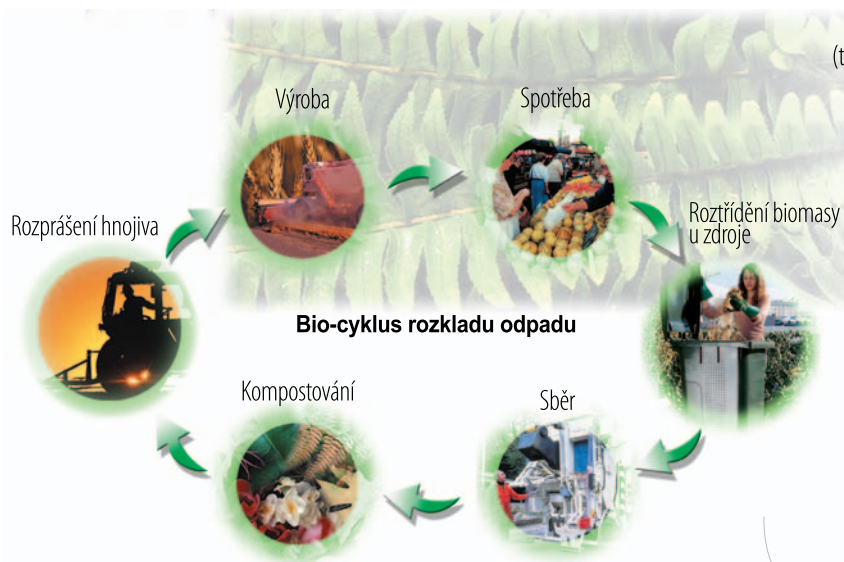 (t
Výroba
Spotřeba
Rozprášení hnojiva
Roztřídění biomasy
u zdroje
Bio-cyklus rozkladu odpadu
Kompostování
Sběr